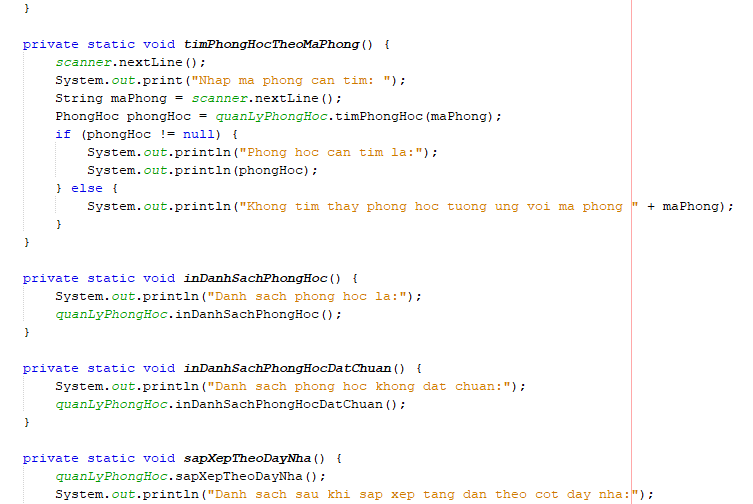 }
private static void timPhongHocTheoMaPhong() {
scanner.nextLine();
System.out.print("Nhap ma phong can tim: ");
String maPhong = scanner.nextLine();
PhongHoc phongHoc = quanLyPhongHoc.timPhongHoc(maPhong);
if (phongHoc != null) {
System.out.println("Phong hoc can tim la:");
System.out.println(phongHoc);
} else {
System.out.println("Khong tim thay phong hoc tuong ung voi ma phong " + maPhong);
}
}
private static void inDanhSachPhongHoc() {
System.out.println("Danh sach phong hoc la:");
quanLyPhongHoc.inDanhSachPhongHoc();
}
private static void inDanhSachPhongHocDatChuan() {
System.out.println("Danh sach phong hoc khong dat chuan:");
quanLyPhongHoc.inDanhSachPhongHocDatChuan();
}
private static void sapXepTheoDayNha() {
quanLyPhongHoc.sapXepTheoDayNha();
System.out.println("Danh sach sau khi sap xep tang dan theo cot day nha:");